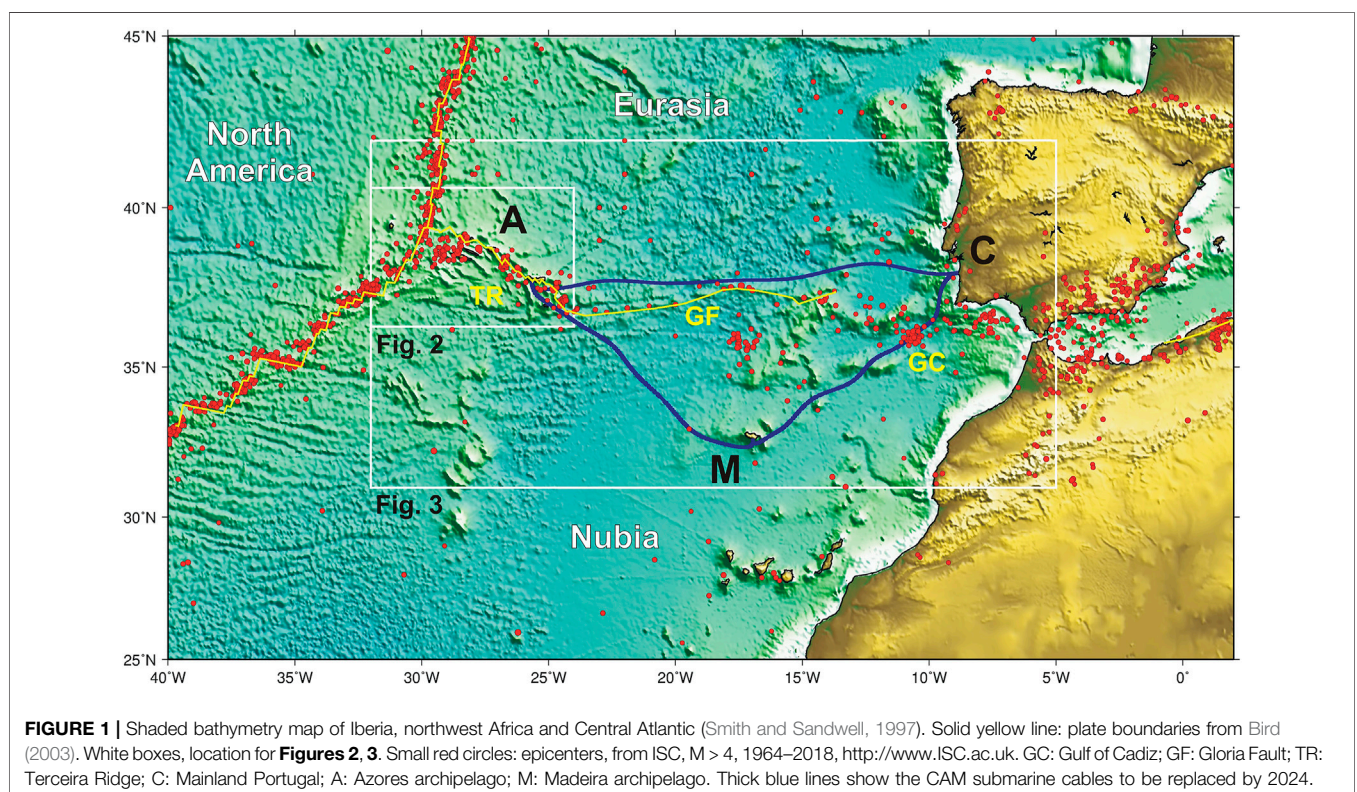 45˚N
40˚N
35˚N
30˚N
25˚N
40˚W
35˚W
30˚W
25˚W
20˚W
15˚W
10˚W
5˚W
0˚
North
America
Eurasia
A
C
TR
GF
Fig. 2
GC
M
Fig. 3
Nubia
FIGURE 1 | Shaded bathymetry map of Iberia, northwest Africa and Central Atlantic (Smith and Sandwell, 1997). Solid yellow line: plate boundaries from Bird
(2003). White boxes, location for Figures 2, 3. Small red circles: epicenters, from ISC, M > 4, 1964–2018, http://www.ISC.ac.uk. GC: Gulf of Cadiz; GF: Gloria Fault; TR:
Terceira Ridge; C: Mainland Portugal; A: Azores archipelago; M: Madeira archipelago. Thick blue lines show the CAM submarine cables to be replaced by 2024.